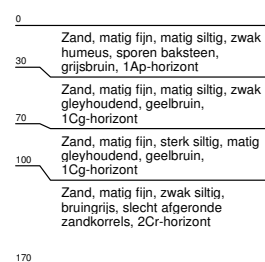 0
Zand, matig fijn, matig siltig, zwak
humeus, sporen baksteen,
grijsbruin, 1Ap-horizont
30
Zand, matig fijn, matig siltig, zwak
gleyhoudend, geelbruin,
1Cg-horizont
70
Zand, matig fijn, sterk siltig, matig
gleyhoudend, geelbruin,
1Cg-horizont
100
Zand, matig fijn, zwak siltig,
bruingrijs, slecht afgeronde
zandkorrels, 2Cr-horizont
170